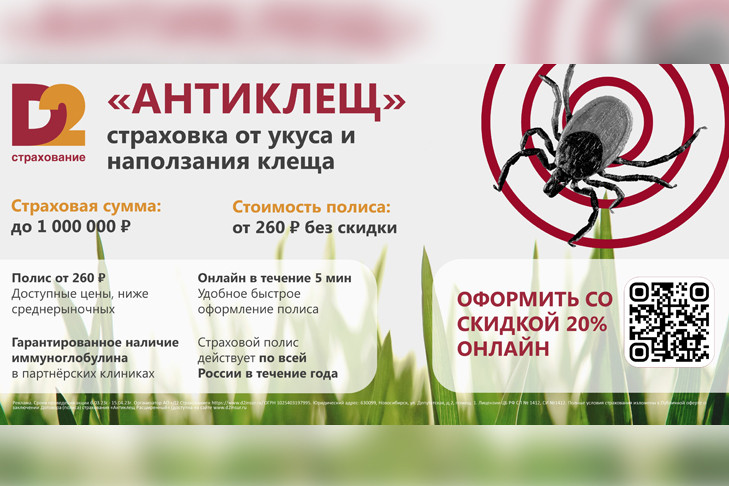 D2
страхование
«АНТИКЛЕЩ»
страховка от укуса и
наползания клеща
Страховая сумма:
до 1 000 000 ₽
Стоимость полиса:
от 260 ₽ без скидки
Полис от 260 ₽
Доступные цены, ниже
среднерыночных
Онлайн в течение 5 мин
Удобное быстрое
оформление полиса
Гарантированное наличие
иммуноглобулина
в партнёрских клиниках
Страховой полис
действует по всей
России в течение года
ОФОРМИТЬ СО
СКИДКОЙ 20%
ОНЛАЙН